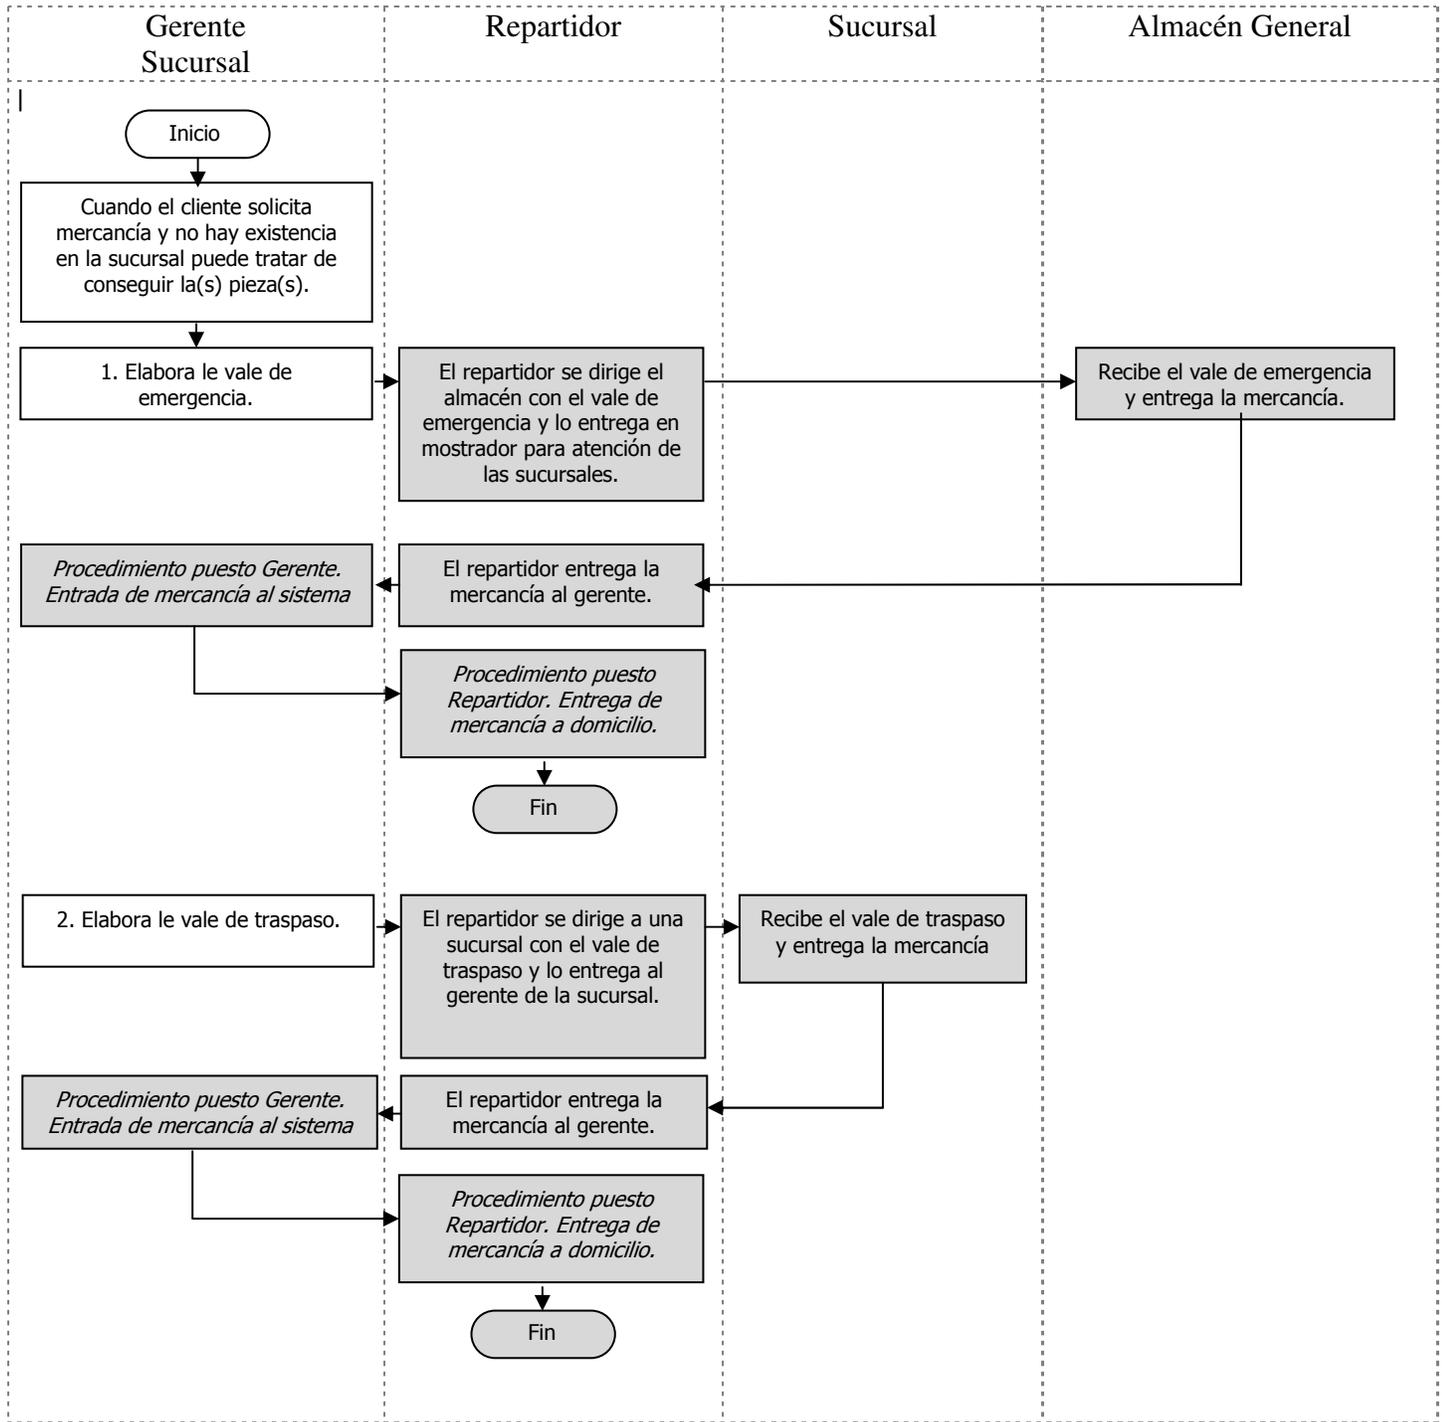 Gerente
Sucursal
Repartidor
Sucursal
Almacén General
Inicio
Cuando el cliente solicita
mercancía y no hay existencia
en la sucursal puede tratar de
conseguir la(s) pieza(s).
1. Elabora le vale de
emergencia.
El repartidor se dirige el
almacén con el vale de
emergencia y lo entrega en
mostrador para atención de
las sucursales.
Recibe el vale de emergencia
y entrega la mercancía.
Procedimiento puesto Gerente.
Entrada de mercancía al sistema
El repartidor entrega la
mercancía al gerente.
Procedimiento puesto
Repartidor. Entrega de
mercancía a domicilio.
Fin
2. Elabora le vale de traspaso.
El repartidor se dirige a una
sucursal con el vale de
traspaso y lo entrega al
gerente de la sucursal.
Recibe el vale de traspaso
y entrega la mercancía
Procedimiento puesto Gerente.
Entrada de mercancía al sistema
El repartidor entrega la
mercancía al gerente.
Procedimiento puesto
Repartidor. Entrega de
mercancía a domicilio.
Fin